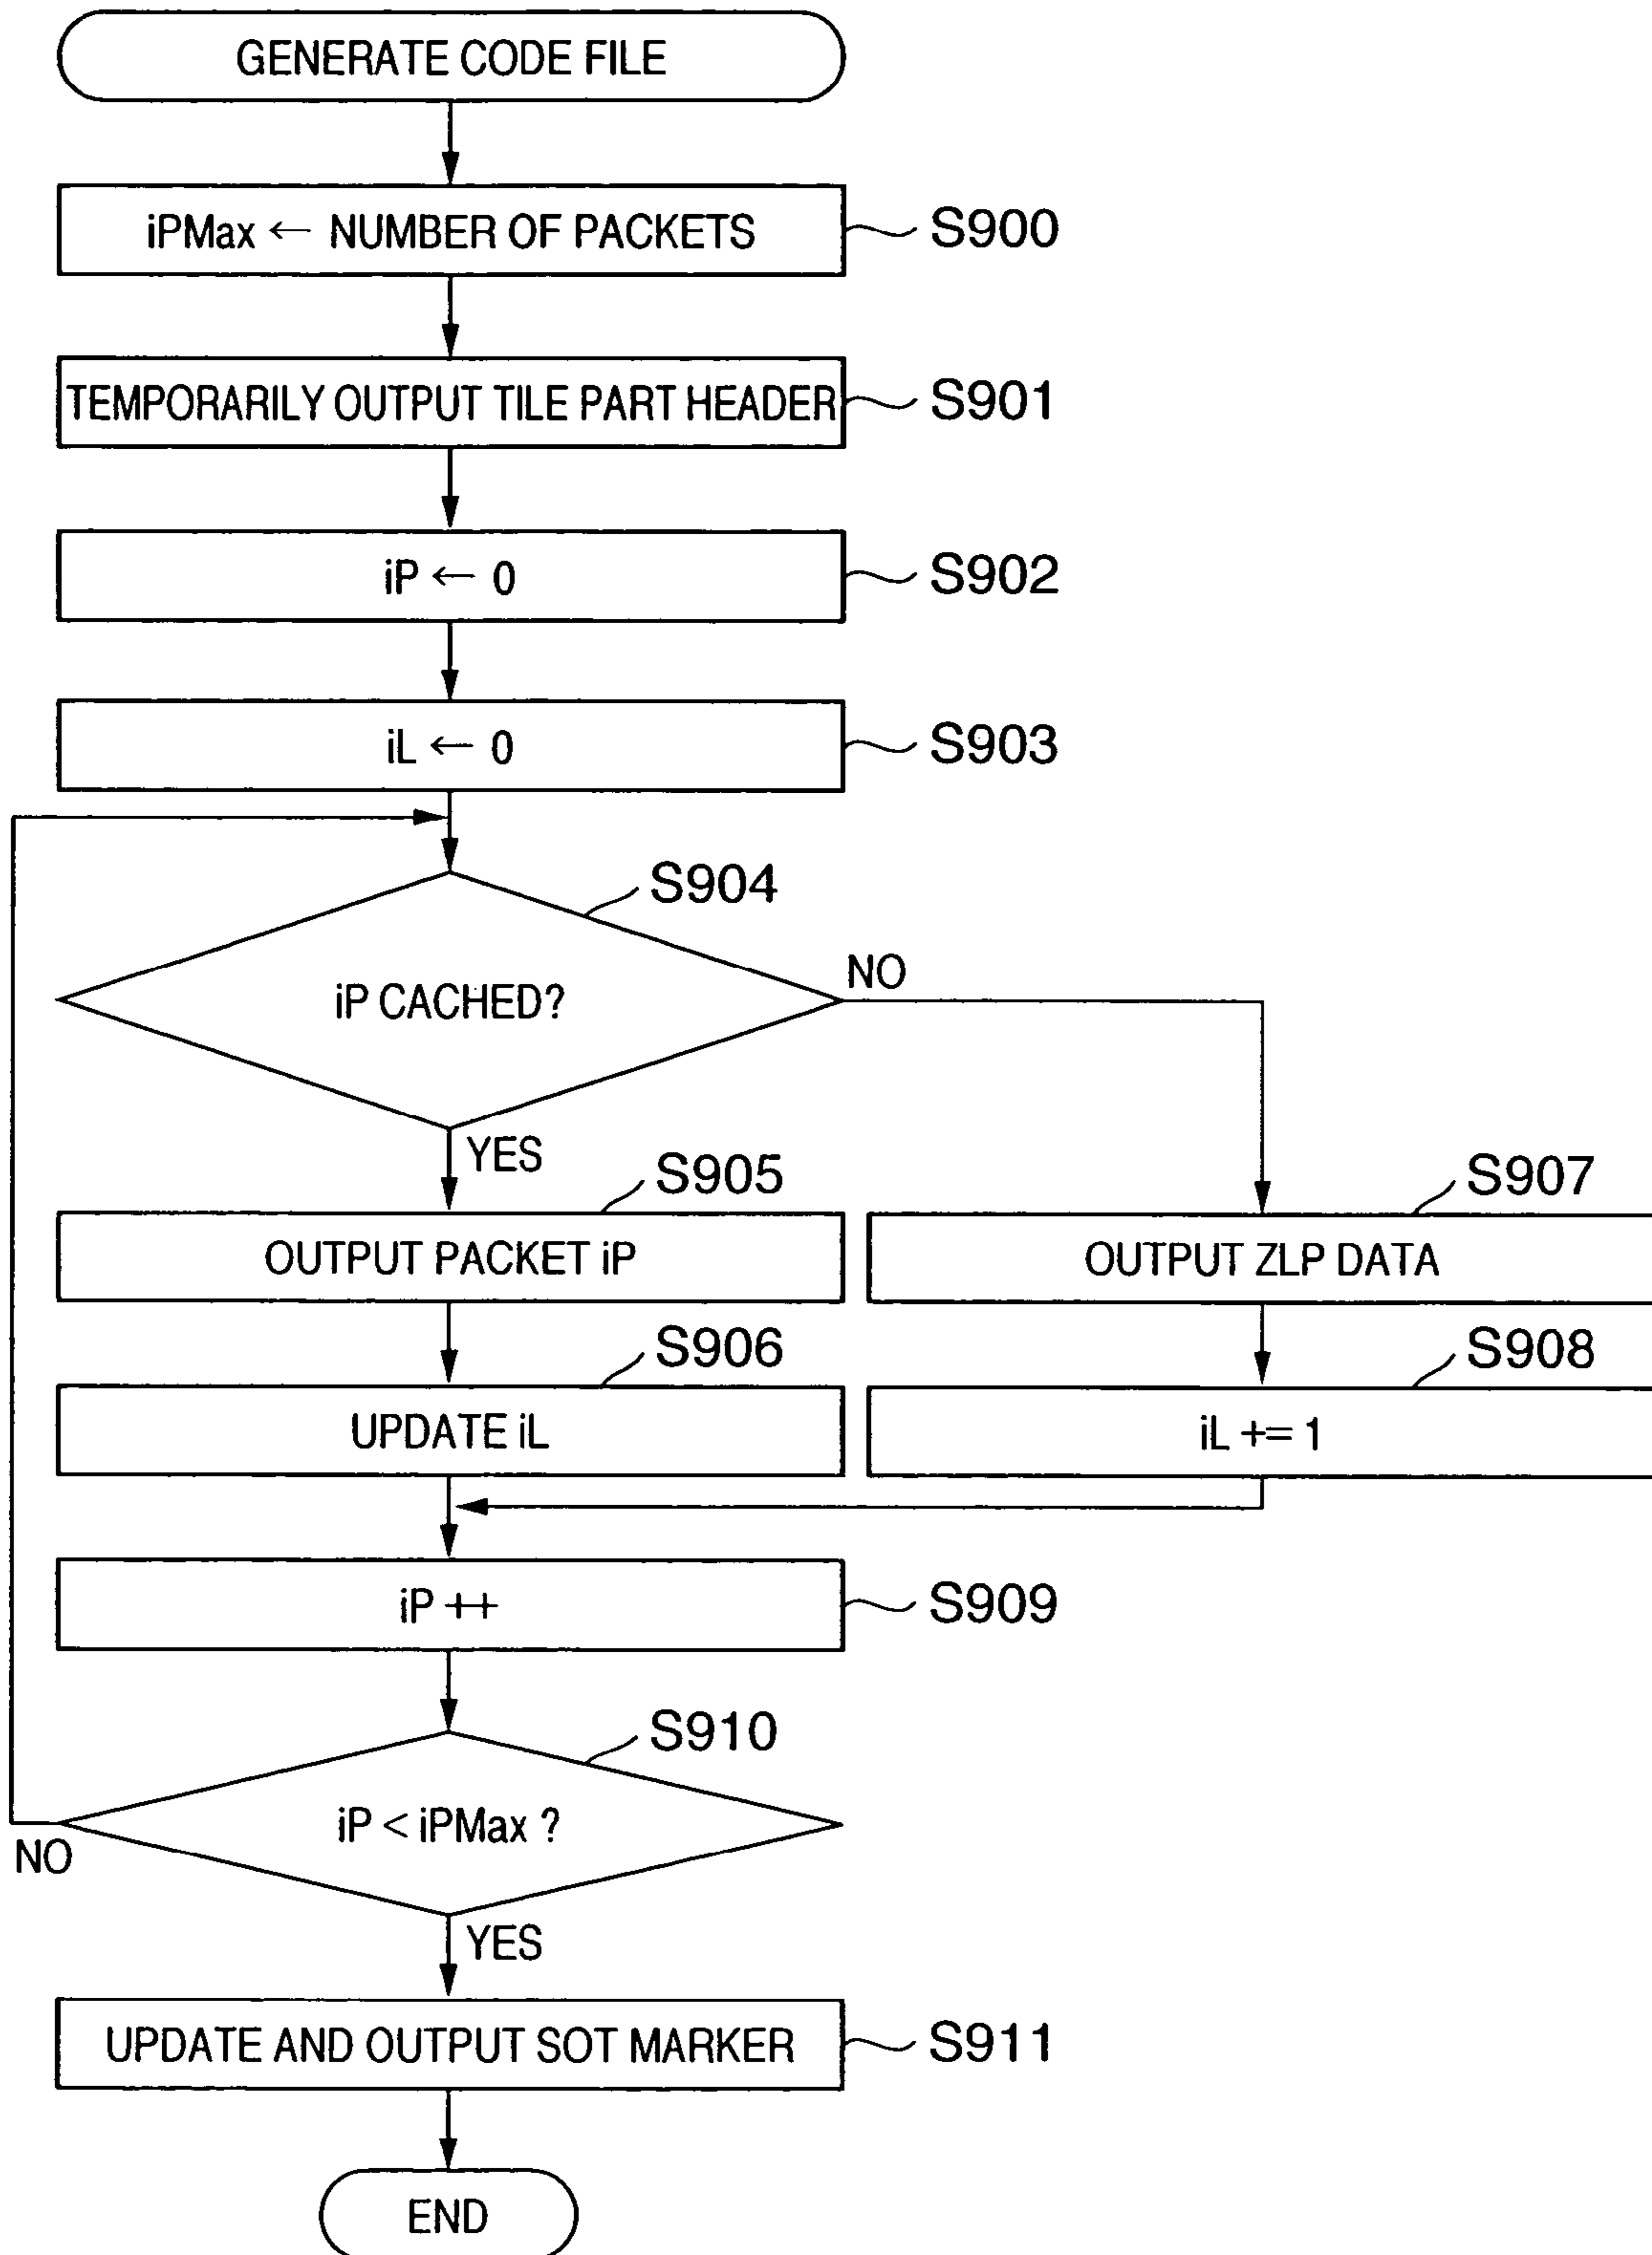 GENERATE CODE FILE
iPMax ← NUMBER OF PACKETS
S900
TEMPORARILY OUTPUT TILE PART HEADER
S901
iP ← 0
S902
iL ← 0
S903
S904
iP CACHED?
NO
YES
S905
OUTPUT PACKET iP
S907
OUTPUT ZLP DATA
S906
UPDATE iL
S908
iL += 1
iP ++
S909
S910
iP < iPMax ?
NO
YES
UPDATE AND OUTPUT SOT MARKER
S911
END